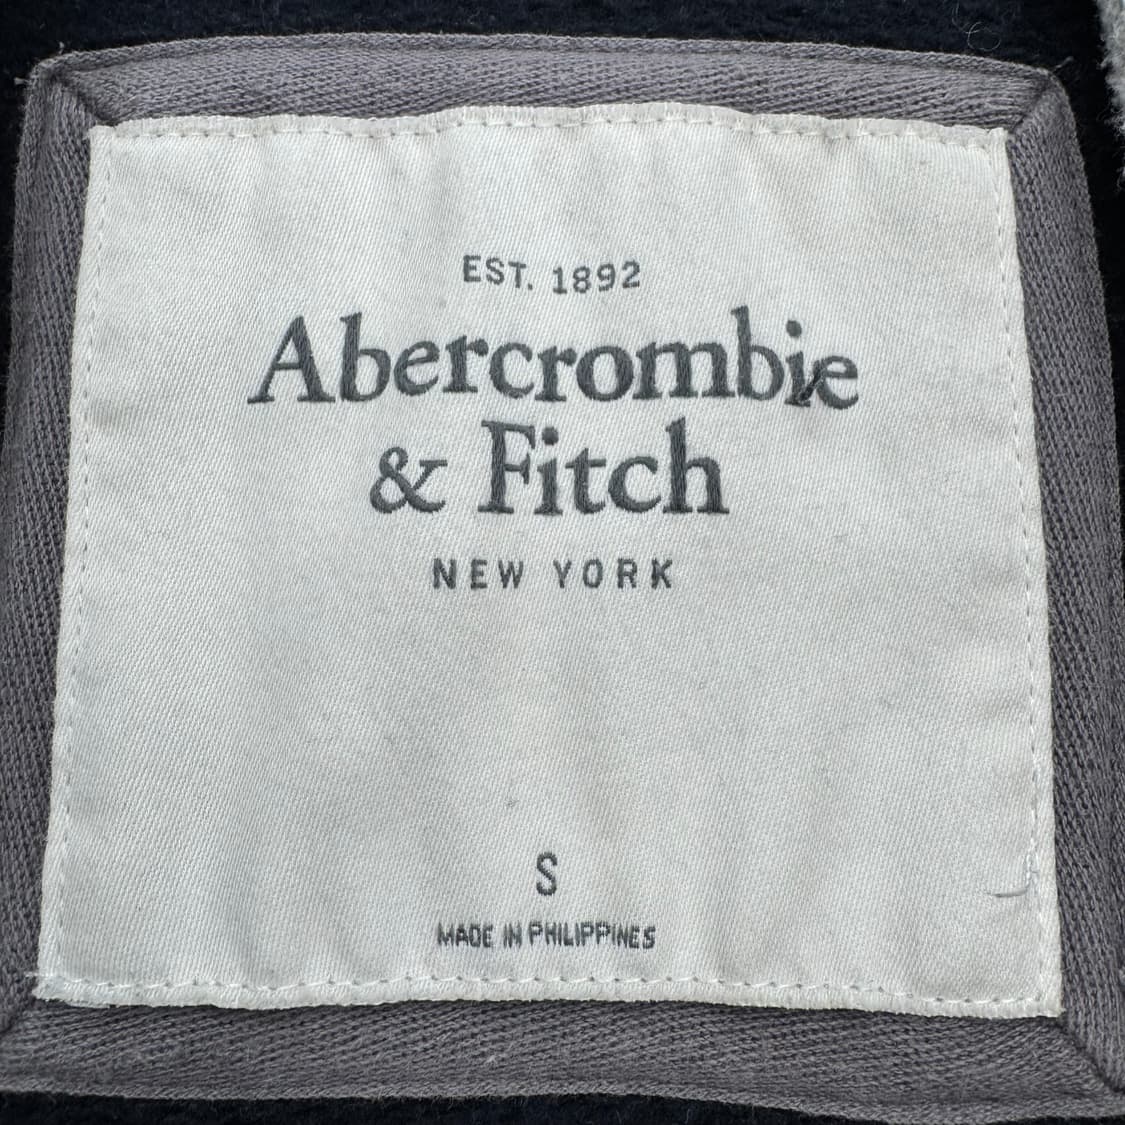 EST. 1892
Abercrombie
& Fitch
NEW YORK
S
MADE IN PHILIPPINES